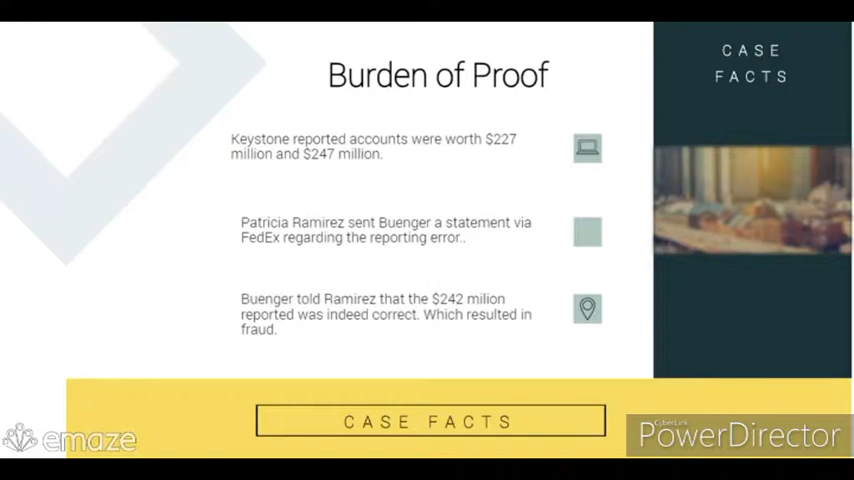 Burden of Proof
CASE
FACTS
Keystone reported accounts were worth $227
million and $247 million.
Patricia Ramirez sent Buenger a statement via
FedEx regarding the reporting error..
Buenger told Ramirez that the $242 milion
reported was indeed correct. Which resulted in
fraud.
CASE FACTS
emaze
CyberLink
PowerDirector